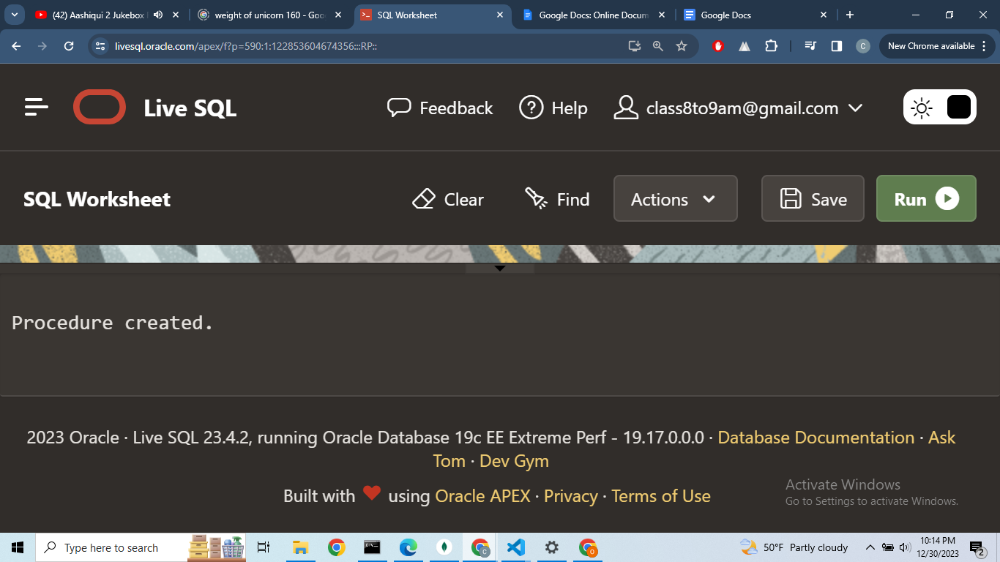 (42) Aashiqui 2 Jukebox
weight of unicorn 160 - Goo
SQL Worksheet
Google Docs: Online Docum
Google Docs
livesql.oracle.com/apex/f?p=590:1:122853604674356:::RP::
C
New Chrome available
Live SQL
Feedback
Help
class8to9am@gmail.com
SQL Worksheet
Clear
Find
Actions
Save
Run
Procedure created.
2023 Oracle · Live SQL 23.4.2, running Oracle Database 19c EE Extreme Perf - 19.17.0.0.0 · Database Documentation · Ask
Tom · Dev Gym
Built with ❤ using Oracle APEX · Privacy · Terms of Use
Activate Windows
Go to Settings to activate Windows.
Type here to search
50°F Partly cloudy
10:14 PM
12/30/2023
2